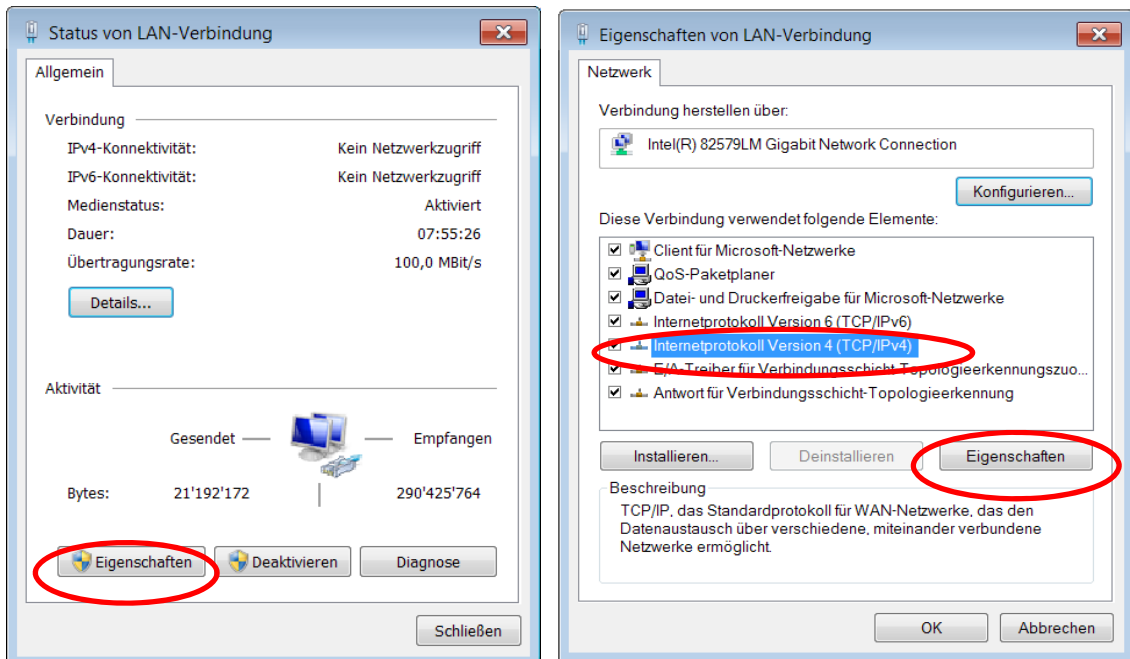 Status von LAN-Verbindung
Allgemein
Verbindung
IPv4-Konnektivität: Kein Netzwerkzugriff
IPv6-Konnektivität: Kein Netzwerkzugriff
Medienstatus: Aktiviert
Dauer: 07:55:26
Übertragungsrate: 100,0 MBit/s
Details...
Aktivität
Gesendet Empfangen
Bytes: 21'192'172 290'425'764
Eigenschaften Deaktivieren Diagnose
Schließen
Eigenschaften von LAN-Verbindung
Netzwerk
Verbindung herstellen über:
Intel(R) 82579LM Gigabit Network Connection
Konfigurieren...
Diese Verbindung verwendet folgende Elemente:
Client für Microsoft-Netzwerke
QoS-Paketplaner
Datei- und Druckerfreigabe für Microsoft-Netzwerke
Internetprotokoll Version 6 (TCP/IPv6)
Internetprotokoll Version 4 (TCP/IPv4)
E/A-Treiber für Verbindungsschicht-Topologieerkennungszuo...
Antwort für Verbindungsschicht-Topologieerkennung
Installieren... Deinstallieren Eigenschaften
Beschreibung
TCP/IP, das Standardprotokoll für WAN-Netzwerke, das den
Datenaustausch über verschiedene, miteinander verbundene
Netzwerke ermöglicht.
OK Abbrechen